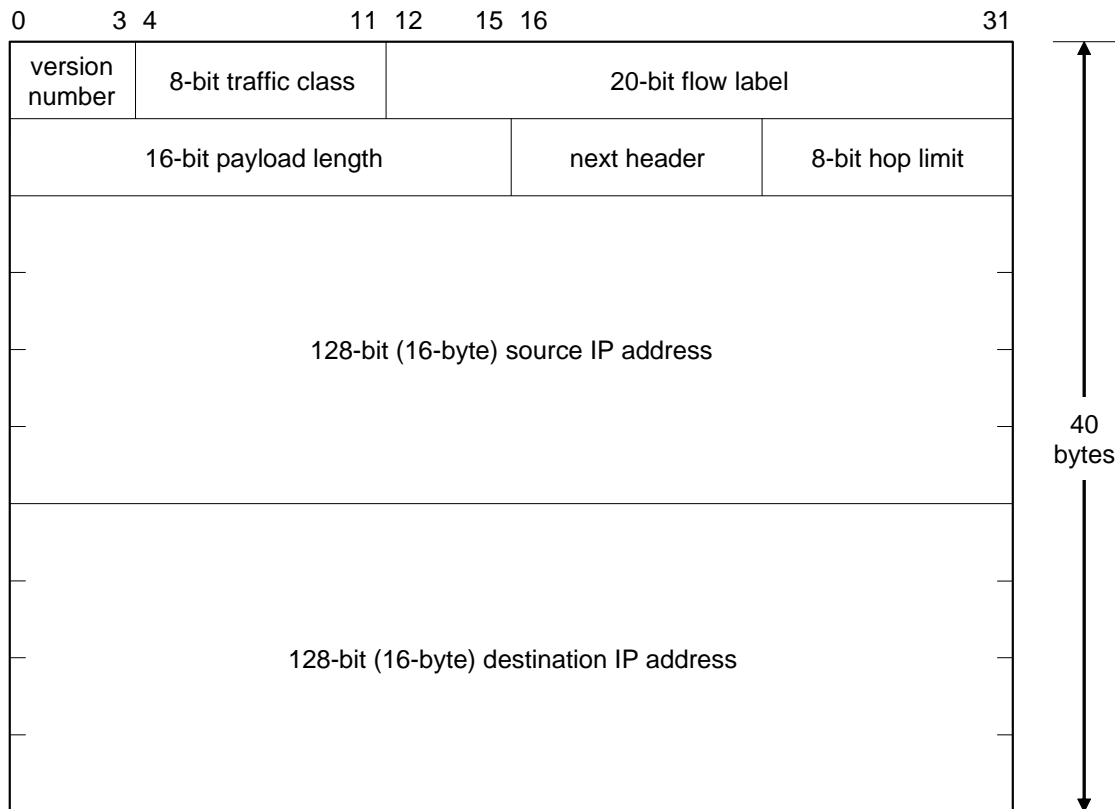 0 3 4 11 12 15 16 31
version
number
8-bit traffic class
20-bit flow label
16-bit payload length
next header
8-bit hop limit
128-bit (16-byte) source IP address
40
bytes
128-bit (16-byte) destination IP address